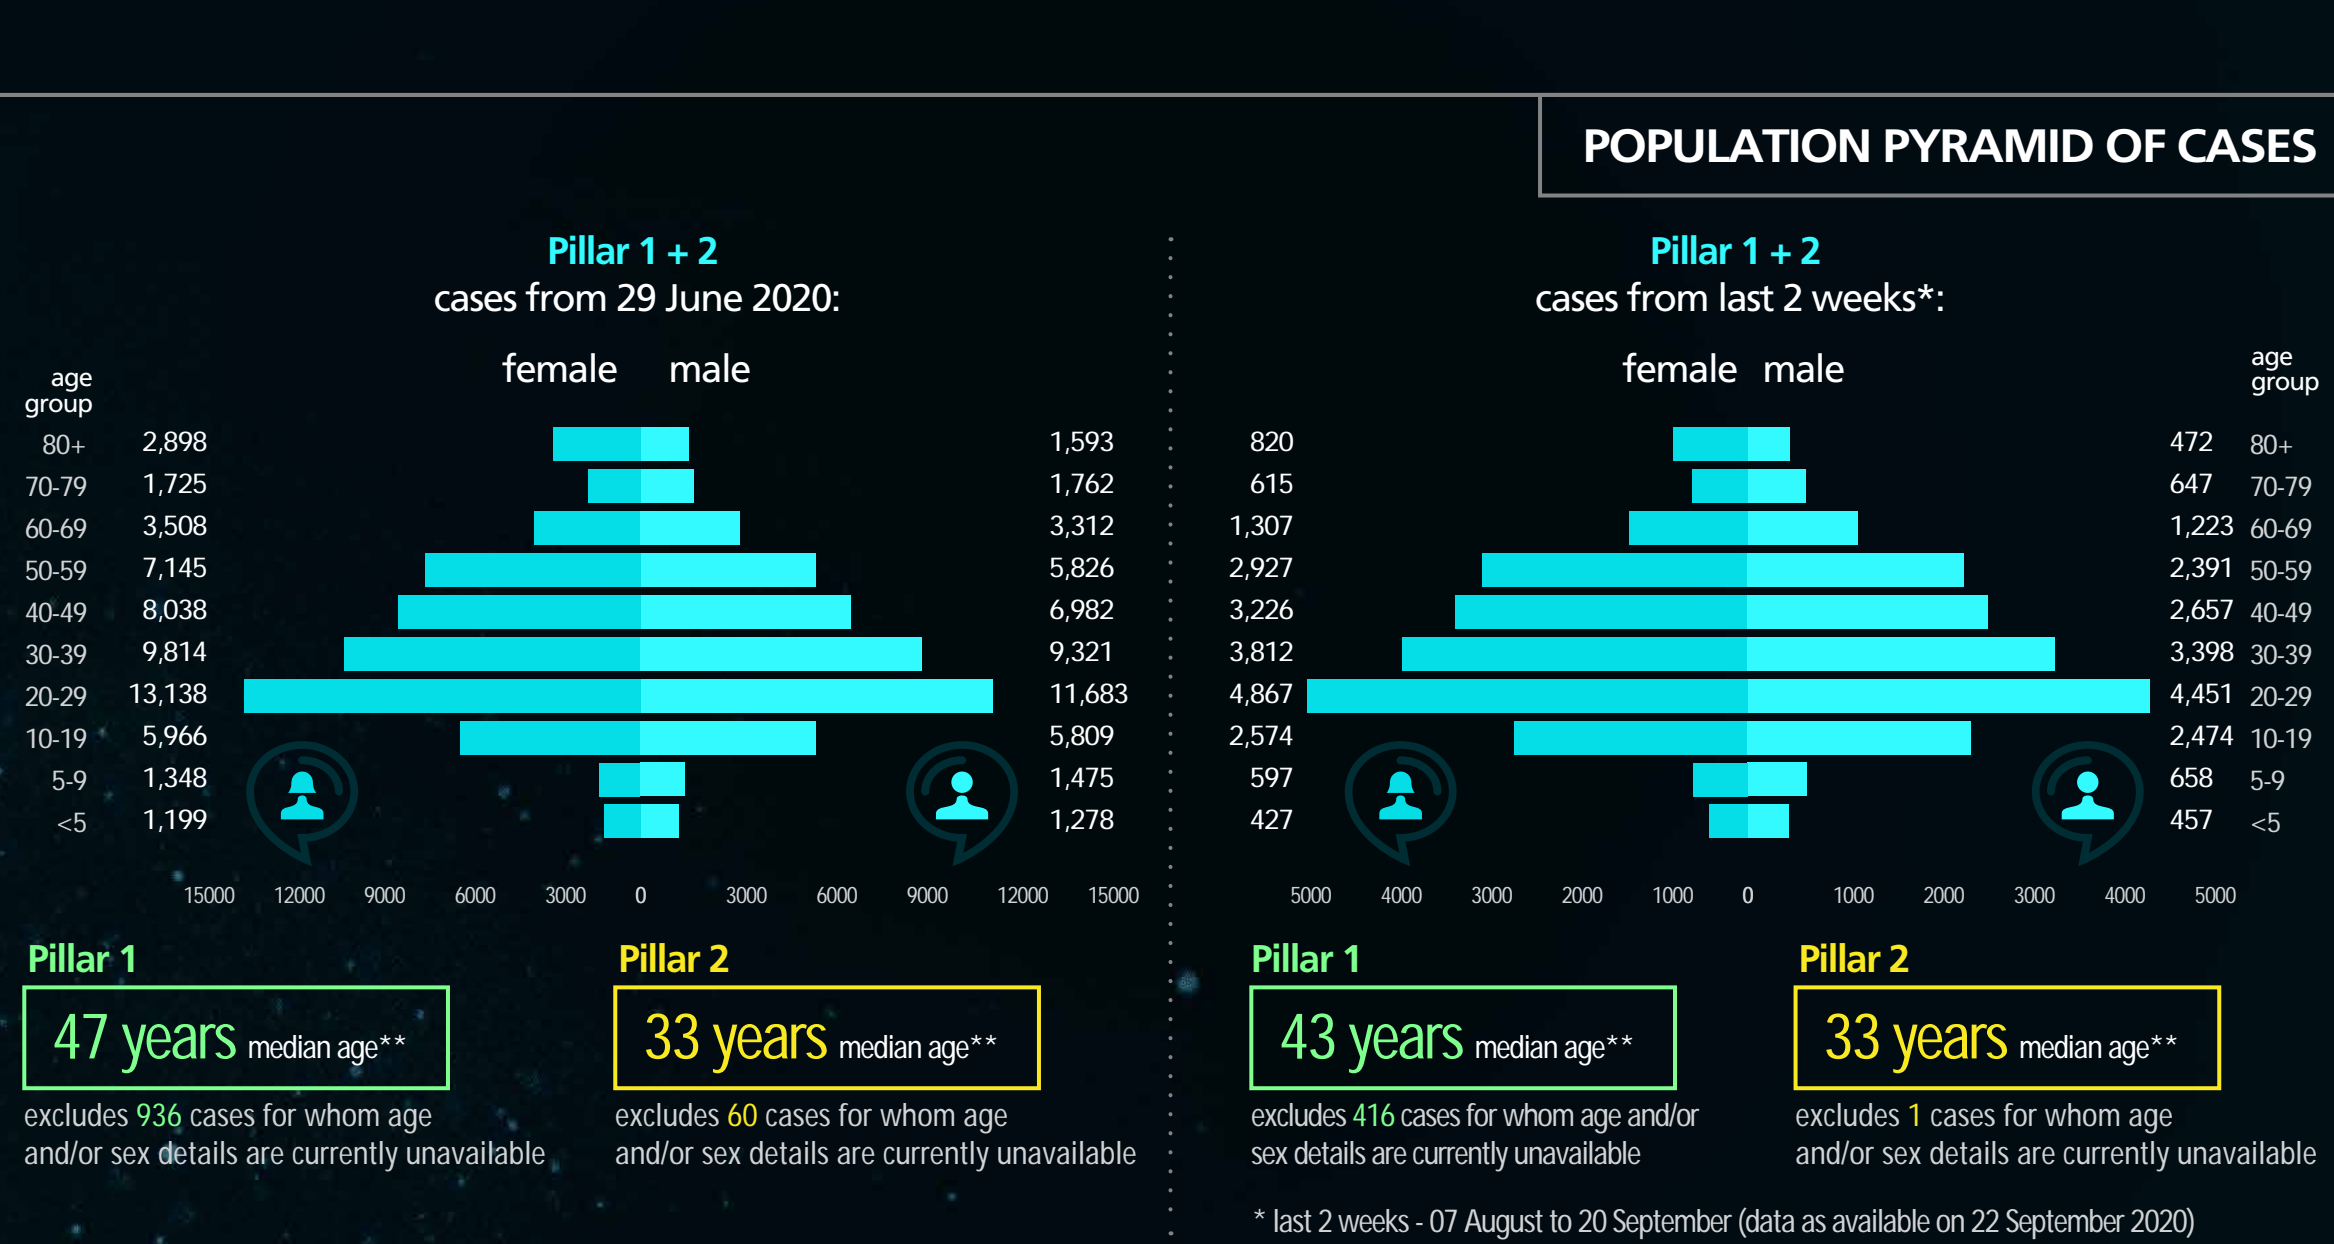 POPULATION PYRAMID OF CASES
Pillar 1 + 2
cases from 29 June 2020:
female male
age
group
80+ 2,898 1,593
70-79 1,725 1,762
60-69 3,508 3,312
50-59 7,145 5,826
40-49 8,038 6,982
30-39 9,814 9,321
20-29 13,138 11,683
10-19 5,966 5,809
5-9 1,348 1,475
<5 1,199 1,278
15000 12000 9000 6000 3000 0 3000 6000 9000 12000 15000
Pillar 1
47 years median age**
excludes 936 cases for whom age
and/or sex details are currently unavailable
Pillar 2
33 years median age**
excludes 60 cases for whom age
and/or sex details are currently unavailable
Pillar 1 + 2
cases from last 2 weeks*:
female male
age
group
820 472 80+
615 647 70-79
1,307 1,223 60-69
2,927 2,391 50-59
3,226 2,657 40-49
3,812 3,398 30-39
4,867 4,451 20-29
2,574 2,474 10-19
597 658 5-9
427 457 <5
5000 4000 3000 2000 1000 0 1000 2000 3000 4000 5000
Pillar 1
43 years median age**
excludes 416 cases for whom age and/or
sex details are currently unavailable
Pillar 2
33 years median age**
excludes 1 cases for whom age
and/or sex details are currently unavailable
* last 2 weeks - 07 August to 20 September (data as available on 22 September 2020)